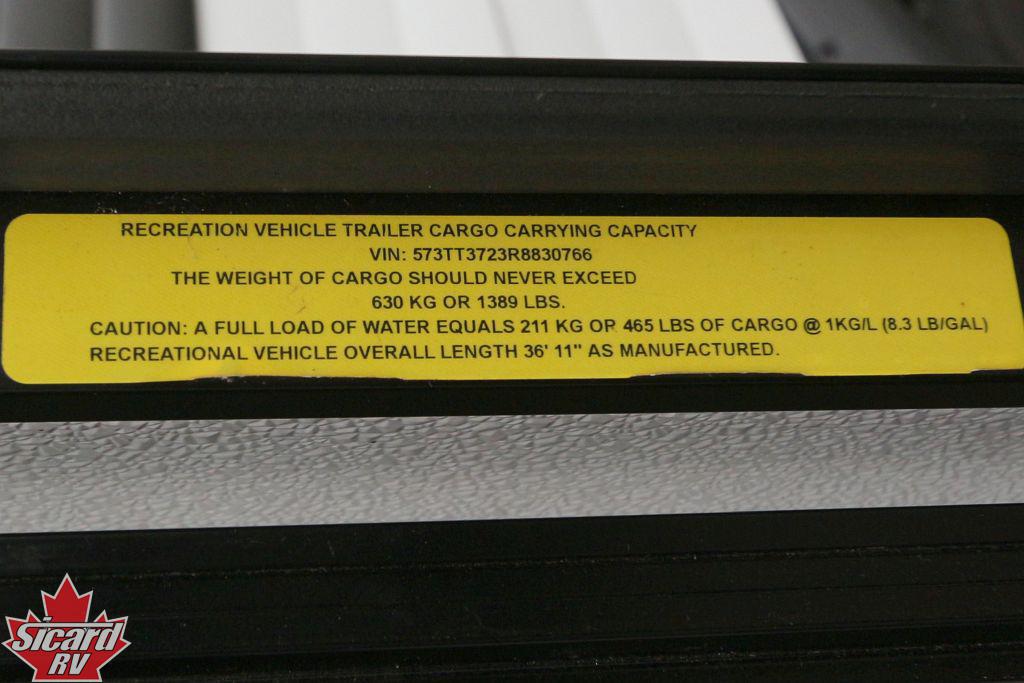 RECREATION VEHICLE TRAILER CARGO CARRYING CAPACITY
VIN: 573TT3723R8830766
THE WEIGHT OF CARGO SHOULD NEVER EXCEED
630 KG OR 1389 LBS.
CAUTION: A FULL LOAD OF WATER EQUALS 211 KG OR 465 LBS OF CARGO @ 1KG/L (8.3 LB/GAL)
RECREATIONAL VEHICLE OVERALL LENGTH 36' 11" AS MANUFACTURED.
Sicard
RV